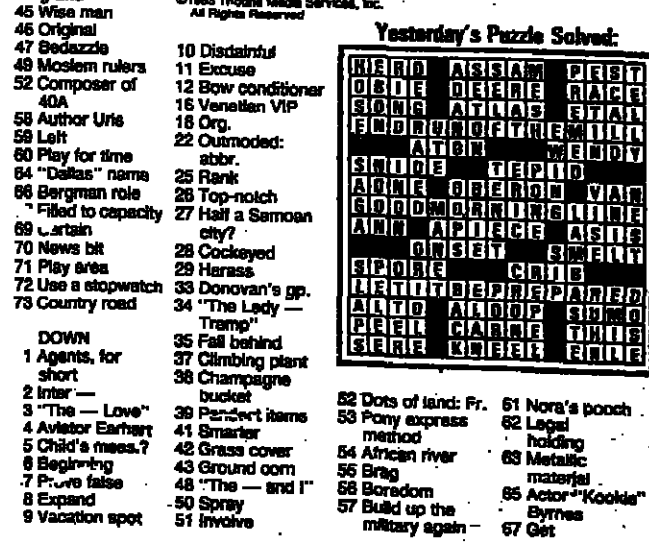 45 Wise man
46 Original
47 Bedazzle
49 Moslem rulers
52 Composer of
40A
58 Author Uris
59 Left
60 Play for time
64 "Dallas" name
66 Bergman role
Filled to capacity
69
70 News bit
71 Play area
72 Use a stopwatch
73 Country road
DOWN
1 Agents, for
short
2 Inter —
3 "The — Love"
4 Aviator Earhart
5 Child's meas.?
6 Beginning
7 Prove false
8 Expand
9 Vacation spot
Media Services, Inc.
All Rights Reserved
10 Disdainful
11 Excuse
12 Bow conditioner
16 Venetian VIP
18 Org.
22 Outmoded:
abbr.
25 Rank
26 Top-notch
27 Half a Samoan
city?
28 Cockeyed
29 Harass
33 Donovan's gp.
34 "The Lady —
Tramp"
35 Fall behind
37 Climbing plant
38 Champagne
bucket
39 items
41 Smarter
42 Grass cover
43 Ground corn
48 "The — and I"
50 Spray
51 Involve
Yesterday's Puzzle Solved:
HERD ASSAM PEST
OSIE DEERE RACE
SONG ATLAS ETAL
ENDRUNOFTHEMILL
ATON WENDY
SNIDE TEPID
AONE OBERON VAN
GOODMORNINGLINE
ANN APIECE ASIS
ONSET SMELT
SPORE CRIB
LETITBEPREPARED
ALTO ALOOP SUMO
PEEL CARNE THIS
SERE KNEEL ENLE
52 Dots of land: Fr.
53 Pony express
method
54 African river
55 Brag
56 Boredom
57 Build up the
military again
61 Nora's pooch
62 Legal
holding
63 Metallic
material
65 Actor "Kookie"
Byrnes
67 Get